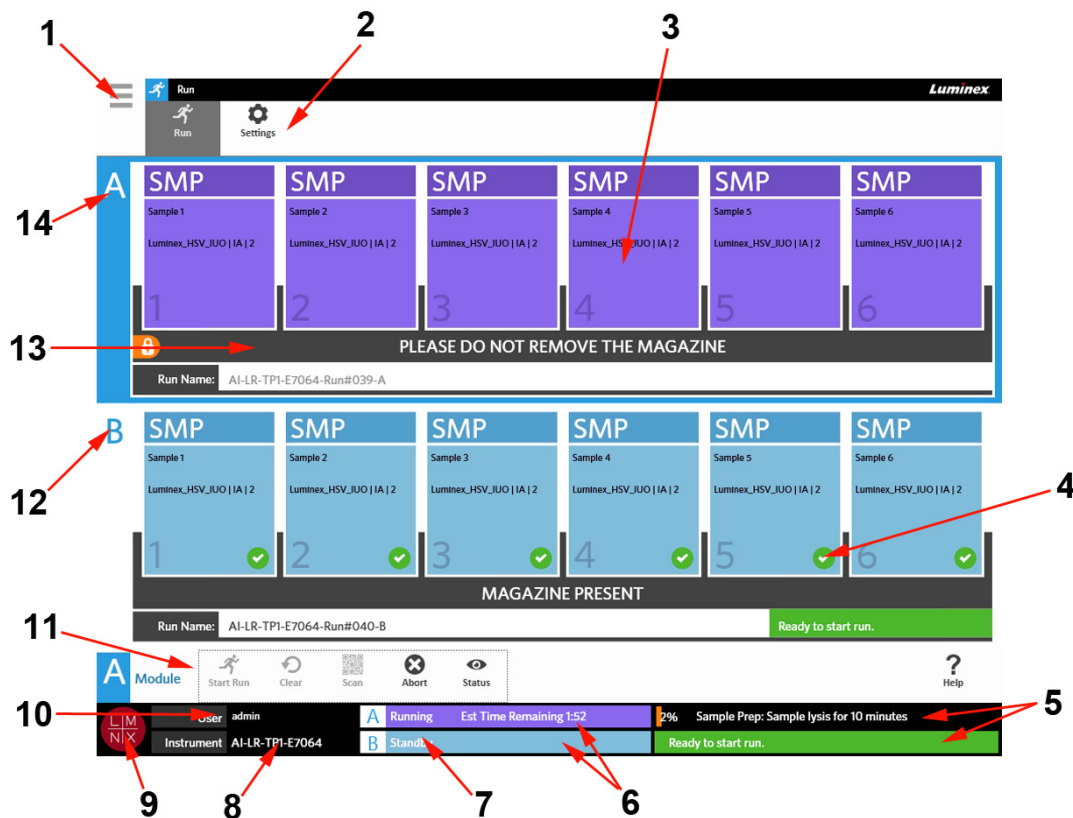 1
2
3
Run
Luminex
Run
Settings
A
SMP SMP SMP SMP SMP SMP
Sample 1 Sample 2 Sample 3 Sample 4 Sample 5 Sample 6
Luminex_HSV_IUO | IA | 2 Luminex_HSV_IUO | IA | 2 Luminex_HSV_IUO | IA | 2 Luminex_HSV_IUO | IA | 2 Luminex_HSV_IUO | IA | 2 Luminex_HSV_IUO | IA | 2
1 2 3 4 5 6
14
13
PLEASE DO NOT REMOVE THE MAGAZINE
Run Name: AI-LR-TP1-E7064-Run#039-A
B
SMP SMP SMP SMP SMP SMP
Sample 1 Sample 2 Sample 3 Sample 4 Sample 5 Sample 6
Luminex_HSV_IUO | IA | 2 Luminex_HSV_IUO | IA | 2 Luminex_HSV_IUO | IA | 2 Luminex_HSV_IUO | IA | 2 Luminex_HSV_IUO | IA | 2 Luminex_HSV_IUO | IA | 2
12
4
1 2 3 4 5 6
MAGAZINE PRESENT
Run Name: AI-LR-TP1-E7064-Run#040-B
Ready to start run.
11
A Module
Start Run
Clear
Scan
Abort
Status
Help
10
5
LM
NX
User admin
A Running Est Time Remaining 1:52
2% Sample Prep: Sample lysis for 10 minutes
Instrument AI-LR-TP1-E7064
B Standby
Ready to start run.
9
8
7
6